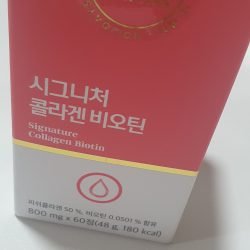 시그니처
콜라겐 비오틴
Signature
Collagen Biotin
피쉬콜라겐 50 %, 비오틴 0.0501 % 함유
800 mg x 60정(48 g, 180 kcal)